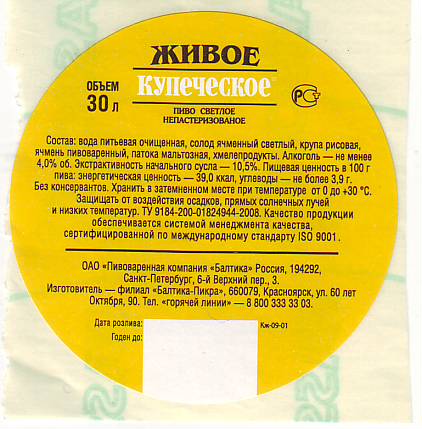 ЖИВОЕ
КУПЕЧЕСКОЕ
ОБЪЕМ
30 л
РСТ
ПИВО СВЕТЛОЕ
НЕПАСТЕРИЗОВАНОЕ
Состав: вода питьевая очищенная, солод ячменный светлый, крупа рисовая,
ячмень пивоваренный, патока мальтозная, хмелепродукты. Алкоголь — не менее
4,0% об. Экстрактивность начального сусла — 10,5%. Пищевая ценность в 100 г
пива: энергетическая ценность — 39,0 ккал, углеводы — не более 3,9 г.
Без консервантов. Хранить в затемненном месте при температуре от 0 до +30 °С.
Защищать от воздействия осадков, прямых солнечных лучей
и низких температур. ТУ 9184-200-01824944-2008. Качество продукции
обеспечивается системой менеджмента качества,
сертифицированной по международному стандарту ISO 9001.
ОАО «Пивоваренная компания «Балтика» Россия, 194292,
Санкт-Петербург, 6-й Верхний пер., 3.
Изготовитель — филиал «Балтика-Пикра», 660079, Красноярск, ул. 60 лет
Октября, 90. Тел. «горячей линии» — 8 800 333 33 03.
Дата розлива:
Кж-09-01
Годен до: